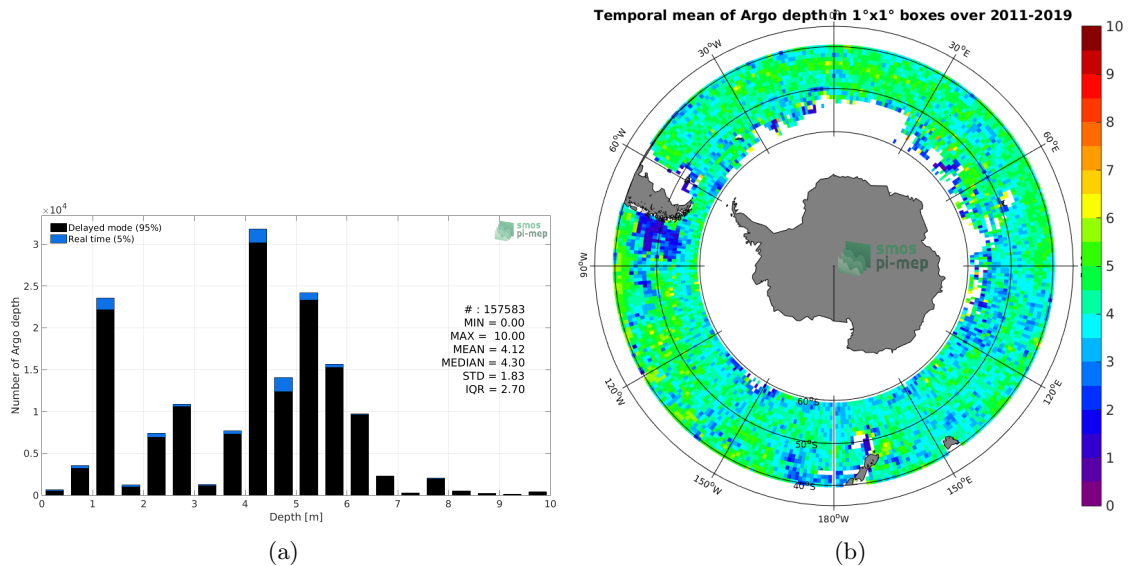 ×10⁴
Delayed mode (95%)
Real time (5%)
smos
pi-mep
# : 157583
MIN = 0.00
MAX = 10.00
MEAN = 4.12
MEDIAN = 4.30
STD = 1.83
IQR = 2.70
Number of Argo depth
3
2.5
2
1.5
1
0.5
0
0 1 2 3 4 5 6 7 8 9 10
Depth [m]
(a)
Temporal mean of Argo depth in 1°x1° boxes over 2011-2019
30°W
30°E
60°W
60°E
90°W
120°W
120°E
150°W
150°E
180°W
60°S
50°S
40°S
smos
pi-mep
10
9
8
7
6
5
4
3
2
1
0
(b)